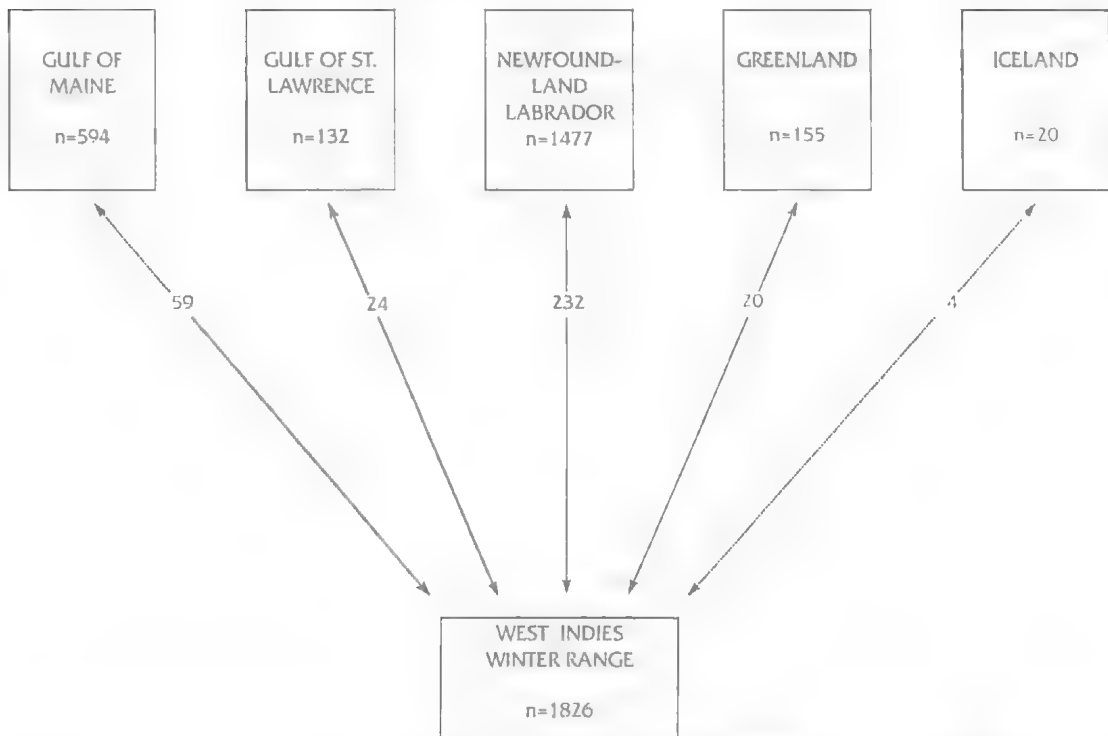 GULF OF
MAINE
n=594
GULF OF ST.
LAWRENCE
n=132
NEWFOUND-
LAND
LABRADOR
n=1477
GREENLAND
n=155
ICELAND
n=20
59
24
232
20
4
WEST INDIES
WINTER RANGE
n=1826